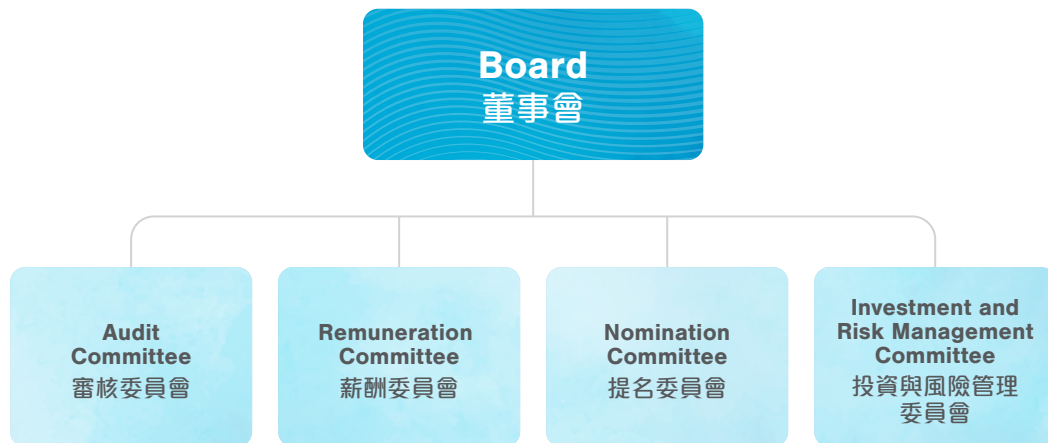 Board
董事會
Audit
Committee
審核委員會
Remuneration
Committee
薪酬委員會
Nomination
Committee
提名委員會
Investment and
Risk Management
Committee
投資與風險管理
委員會